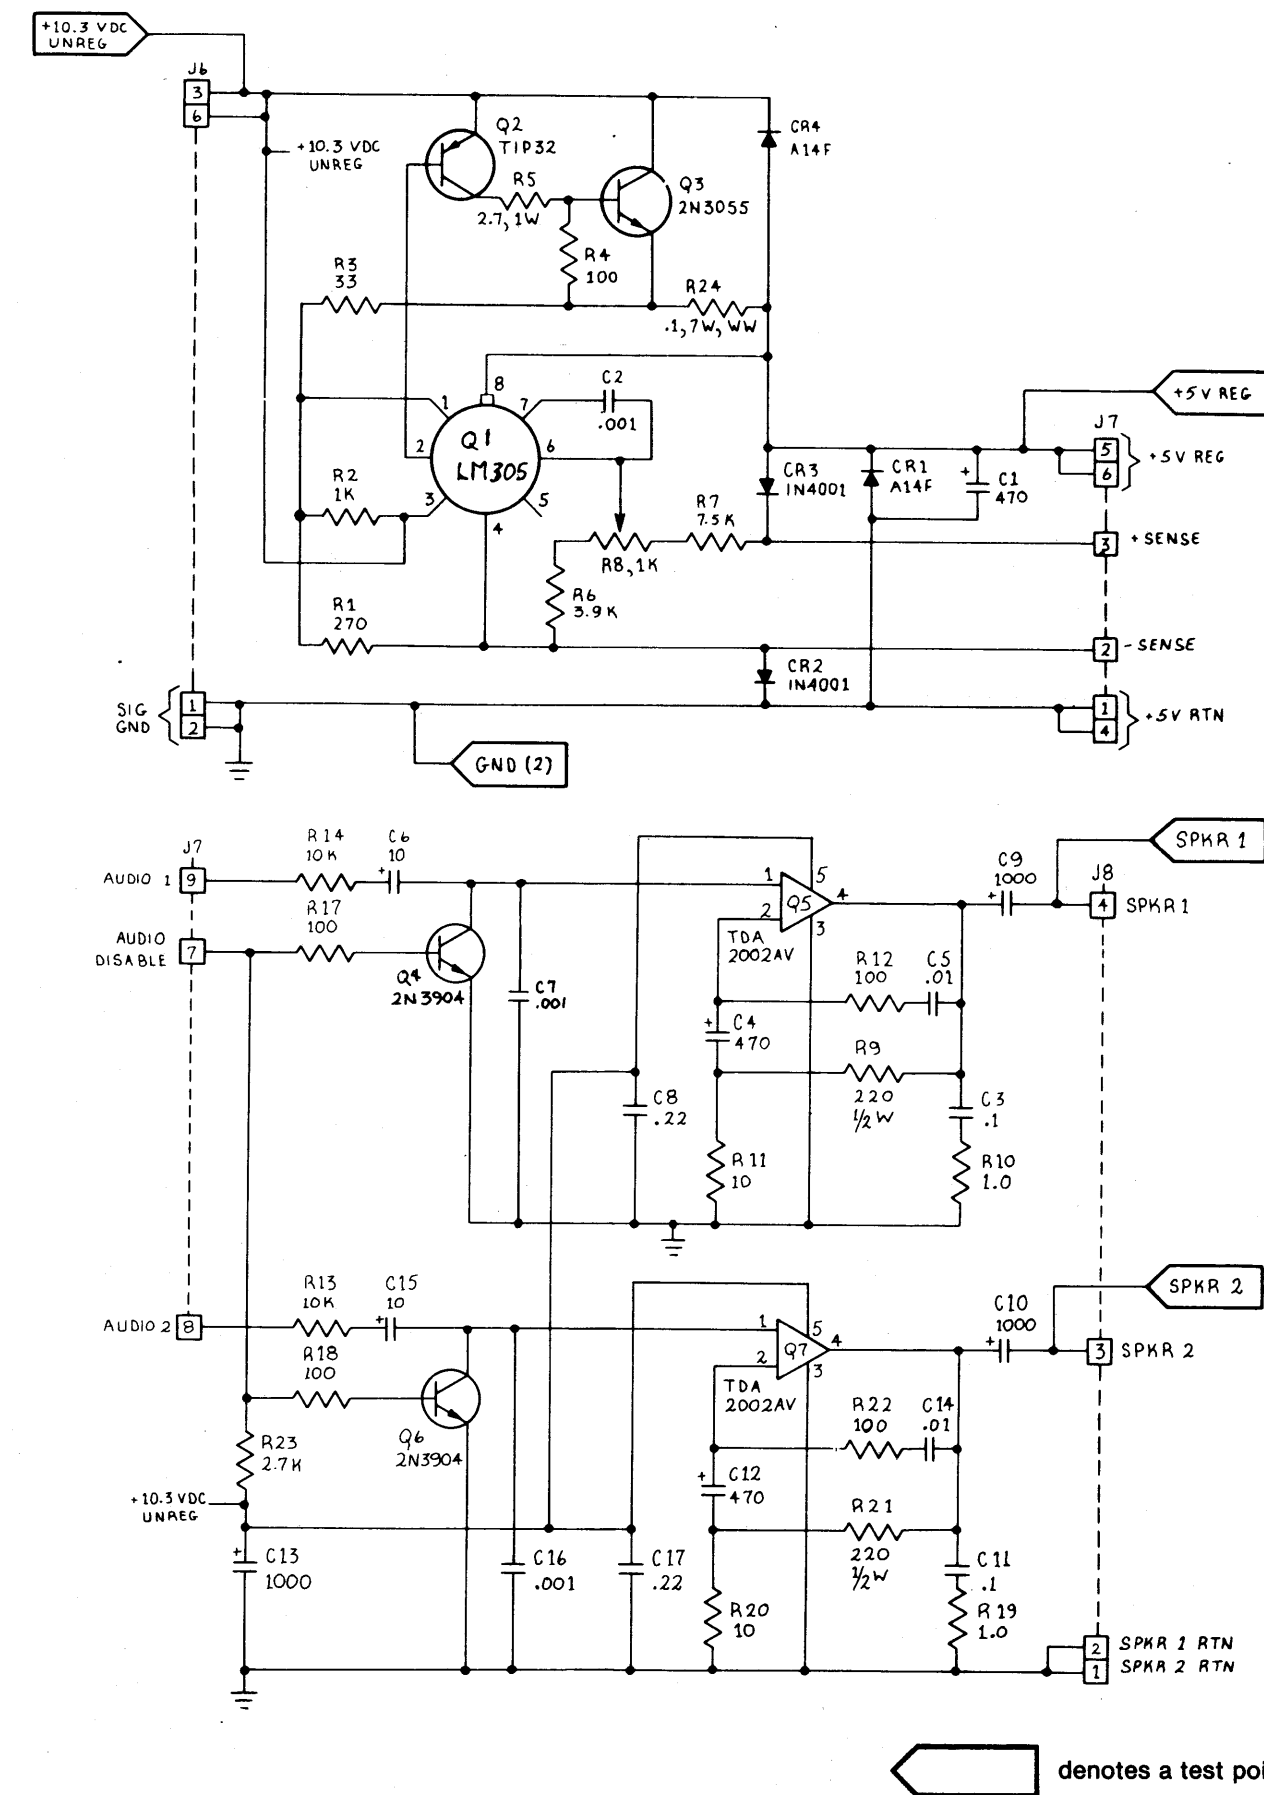 +10.3 VDC
UNREG
J6
3
6
+10.3 VDC
UNREG
Q2
TIP32
CR4
A14F
R5
2.7, 1W
Q3
2N3055
R4
100
R3
33
R24
.1, 7W, WW
8
C2
.001
1
7
2
Q1
LM305
6
3
4
5
R2
1K
+5V REG
J7
5
6
+5V REG
CR3
1N4001
CR1
A14F
+
C1
470
R7
7.5K
R8, 1K
3
+ SENSE
R6
3.9K
R1
270
2
- SENSE
CR2
1N4001
SIG
GND
1
2
1
4
+5V RTN
GND (2)
J7
R14
10K
C6
+
10
AUDIO 1
9
R17
100
AUDIO
DISABLE
7
Q4
2N3904
C7
.001
1
5
Q5
4
2
3
TDA
2002AV
C9
1000
+
SPKR 1
J8
4
SPKR 1
R12
100
C5
.01
+
C4
470
R9
220
1/2 W
C8
.22
C3
.1
R11
10
R10
1.0
R13
10K
C15
+
10
AUDIO 2
8
R18
100
Q6
2N3904
1
5
Q7
4
2
3
TDA
2002AV
C10
1000
+
SPKR 2
3
SPKR 2
R22
100
C14
.01
R23
2.7K
+10.3 VDC
UNREG
+
C12
470
R21
220
1/2 W
+
C13
1000
C16
.001
C17
.22
C11
.1
R20
10
R19
1.0
2
SPKR 1 RTN
1
SPKR 2 RTN
denotes a test poi